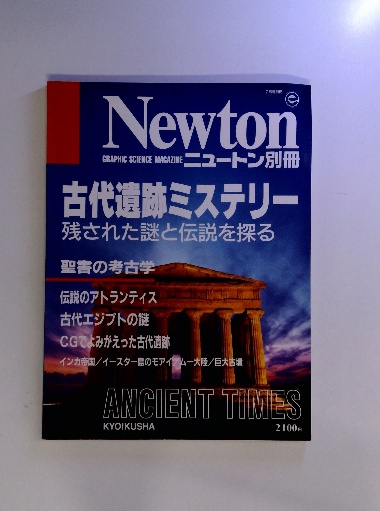 Newton
GRAPHIC SCIENCE MAGAZINE ニュートン別冊
古代遺跡ミステリー
残された謎と伝説を探る
聖書の考古学
伝説のアトランティス
古代エジプトの謎
CGでよみがえった古代遺跡
インカ帝国/イースター島のモアイ/ムー大陸/巨大古墳
ANCIENT TIMES
KYOIKUSHA
2100円